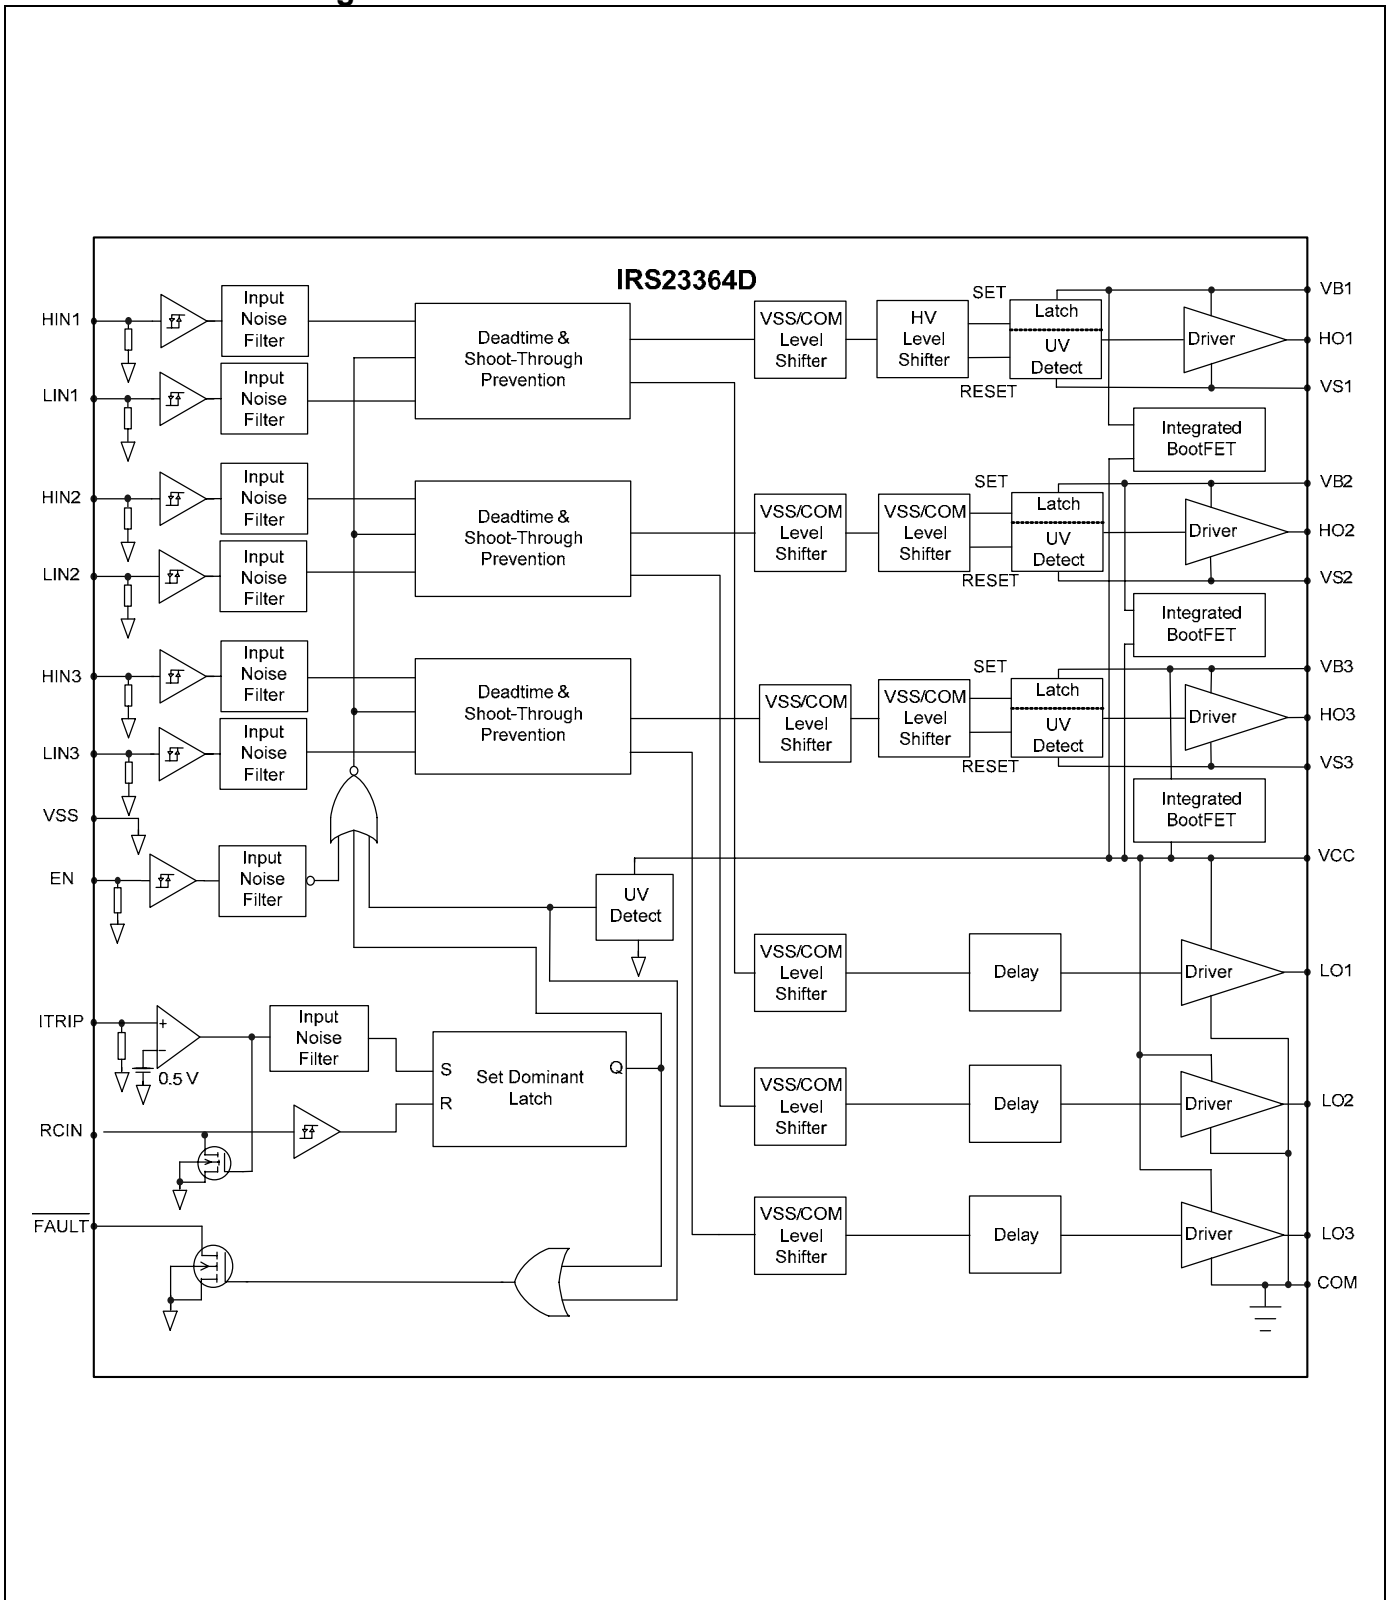 IRS23364D
HIN1
Input
Noise
Filter
Deadtime &
Shoot-Through
Prevention
VSS/COM
Level
Shifter
HV
Level
Shifter
SET
RESET
Latch
UV
Detect
Driver
VB1
HO1
VS1
LIN1
Input
Noise
Filter
Integrated
BootFET
HIN2
Input
Noise
Filter
Deadtime &
Shoot-Through
Prevention
VSS/COM
Level
Shifter
VSS/COM
Level
Shifter
SET
RESET
Latch
UV
Detect
Driver
VB2
HO2
VS2
LIN2
Input
Noise
Filter
Integrated
BootFET
HIN3
Input
Noise
Filter
Deadtime &
Shoot-Through
Prevention
VSS/COM
Level
Shifter
VSS/COM
Level
Shifter
SET
RESET
Latch
UV
Detect
Driver
VB3
HO3
VS3
LIN3
Input
Noise
Filter
Integrated
BootFET
VSS
VCC
EN
Input
Noise
Filter
UV
Detect
VSS/COM
Level
Shifter
Delay
Driver
LO1
ITRIP
+
−
0.5 V
Input
Noise
Filter
S
R
Set Dominant
Latch
Q
VSS/COM
Level
Shifter
Delay
Driver
LO2
RCIN
FAULT
VSS/COM
Level
Shifter
Delay
Driver
LO3
COM